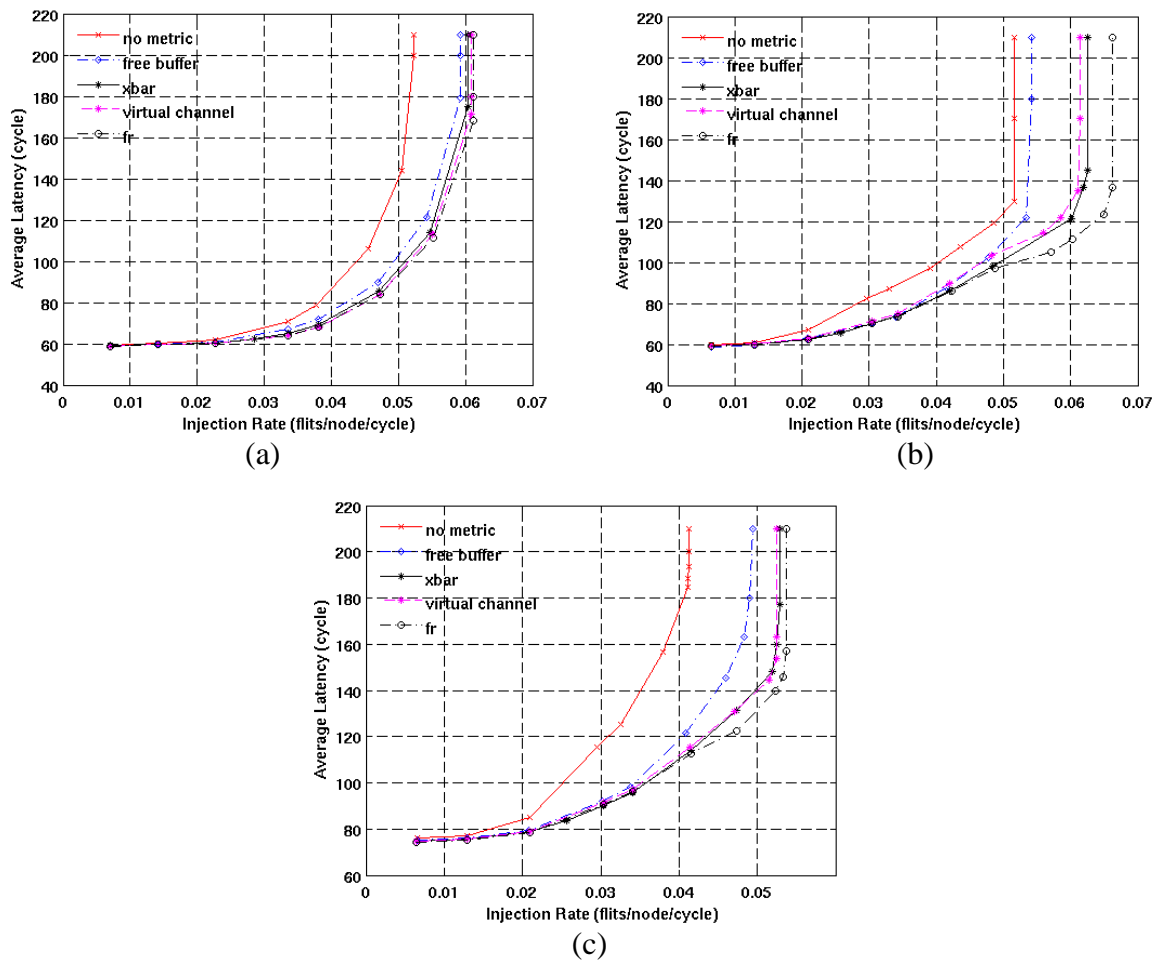 220
200
180
160
140
120
100
80
60
40
Average Latency (cycle)
no metric
free buffer
xbar
virtual channel
fr
0 0.01 0.02 0.03 0.04 0.05 0.06 0.07
Injection Rate (flits/node/cycle)
(a)
220
200
180
160
140
120
100
80
60
40
Average Latency (cycle)
no metric
free buffer
xbar
virtual channel
fr
0 0.01 0.02 0.03 0.04 0.05 0.06 0.07
Injection Rate (flits/node/cycle)
(b)
220
200
180
160
140
120
100
80
60
Average Latency (cycle)
no metric
free buffer
xbar
virtual channel
fr
0 0.01 0.02 0.03 0.04 0.05
Injection Rate (flits/node/cycle)
(c)